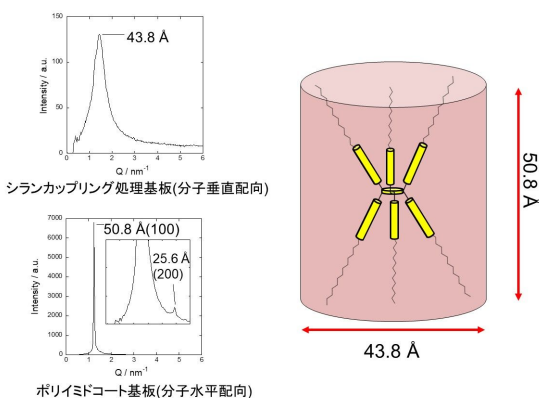 150
43.8 Å
100
Intensity / a.u.
50
0
0 1 2 3 4 5 6
Q / nm⁻¹
シランカップリング処理基板(分子垂直配向)
7000
50.8 Å(100)
6000
5000
25.6 Å
(200)
4000
Intensity / a.u.
3000
2000
1000
0
0 1 2 3 4 5 6
Q / nm⁻¹
ポリイミドコート基板(分子水平配向)
50.8 Å
43.8 Å